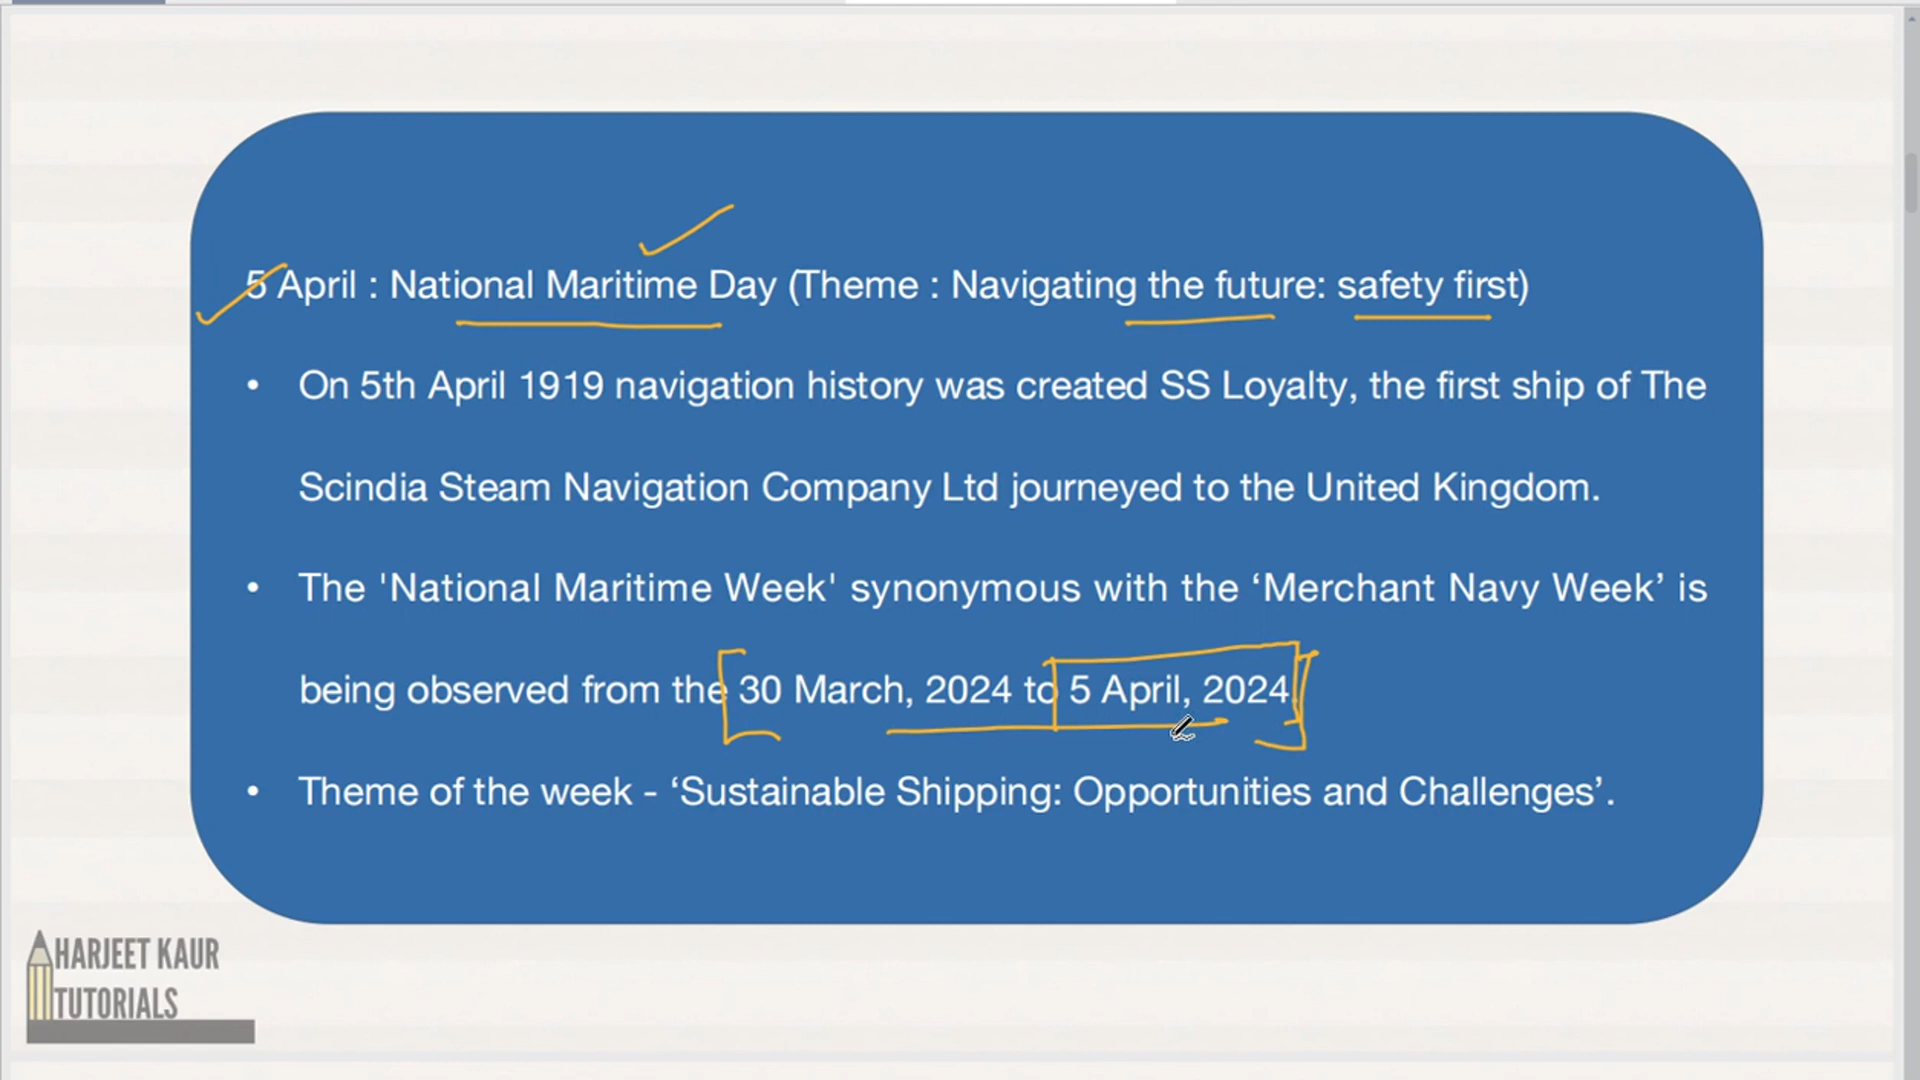 5 April : National Maritime Day (Theme : Navigating the future: safety first)
• On 5th April 1919 navigation history was created SS Loyalty, the first ship of The
Scindia Steam Navigation Company Ltd journeyed to the United Kingdom.
• The 'National Maritime Week' synonymous with the ‘Merchant Navy Week’ is
being observed from the 30 March, 2024 to 5 April, 2024
• Theme of the week - ‘Sustainable Shipping: Opportunities and Challenges’.
HARJEET KAUR
TUTORIALS